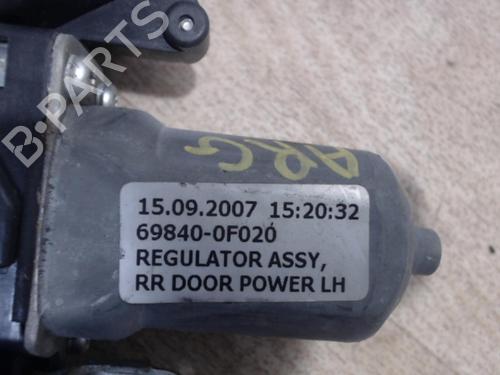 B-PARTS
15.09.2007 15:20:32
69840-0F020
REGULATOR ASSY,
RR DOOR POWER LH